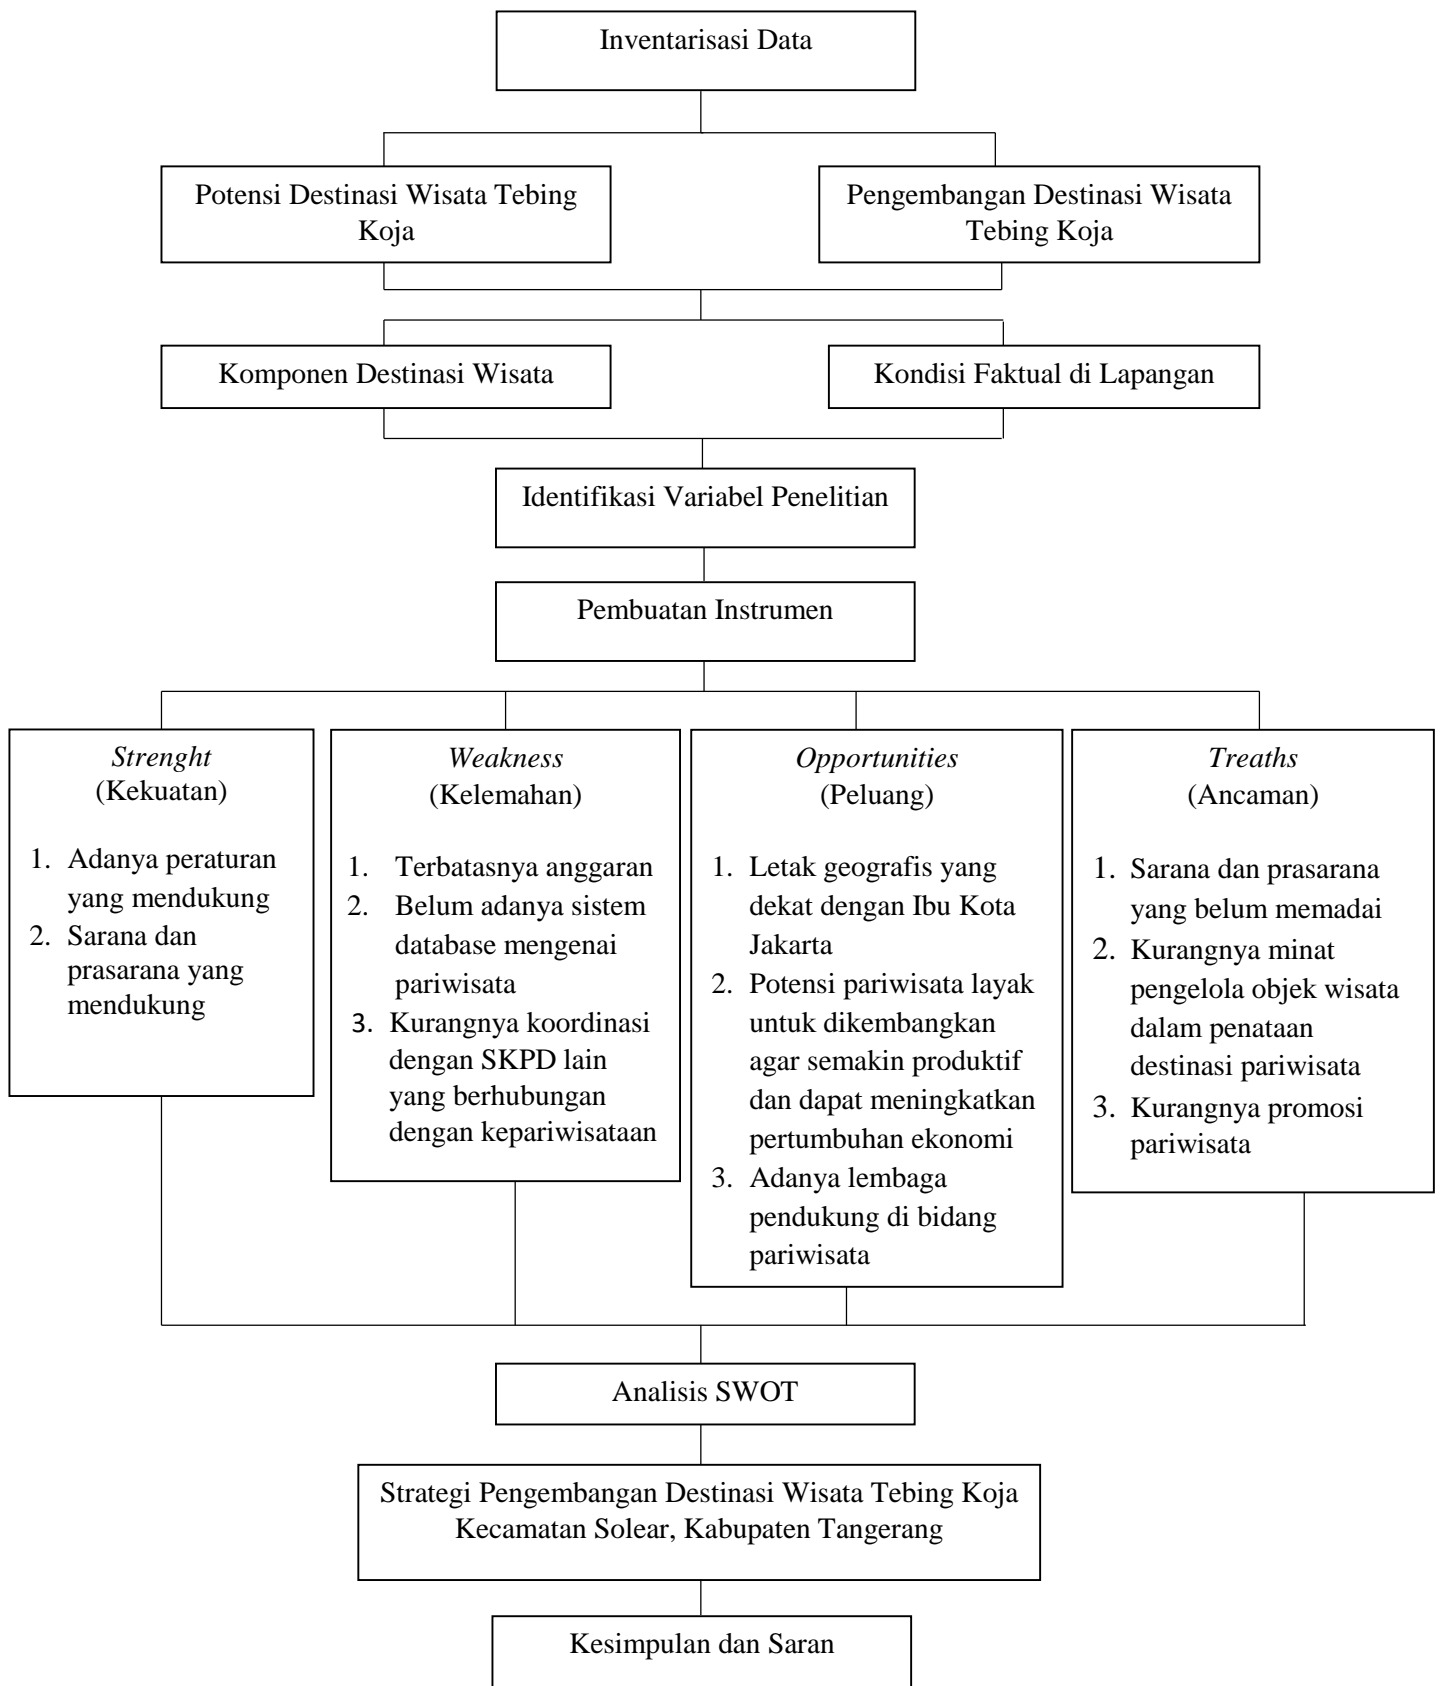 Inventarisasi Data
Potensi Destinasi Wisata Tebing
Koja
Pengembangan Destinasi Wisata
Tebing Koja
Komponen Destinasi Wisata
Kondisi Faktual di Lapangan
Identifikasi Variabel Penelitian
Pembuatan Instrumen
Strenght
(Kekuatan)
1. Adanya peraturan
yang mendukung
2. Sarana dan
prasarana yang
mendukung
Weakness
(Kelemahan)
1. Terbatasnya anggaran
2. Belum adanya sistem
database mengenai
pariwisata
3. Kurangnya koordinasi
dengan SKPD lain
yang berhubungan
dengan kepariwisataan
Opportunities
(Peluang)
1. Letak geografis yang
dekat dengan Ibu Kota
Jakarta
2. Potensi pariwisata layak
untuk dikembangkan
agar semakin produktif
dan dapat meningkatkan
pertumbuhan ekonomi
3. Adanya lembaga
pendukung di bidang
pariwisata
Treaths
(Ancaman)
1. Sarana dan prasarana
yang belum memadai
2. Kurangnya minat
pengelola objek wisata
dalam penataan
destinasi pariwisata
3. Kurangnya promosi
pariwisata
Analisis SWOT
Strategi Pengembangan Destinasi Wisata Tebing Koja
Kecamatan Solear, Kabupaten Tangerang
Kesimpulan dan Saran